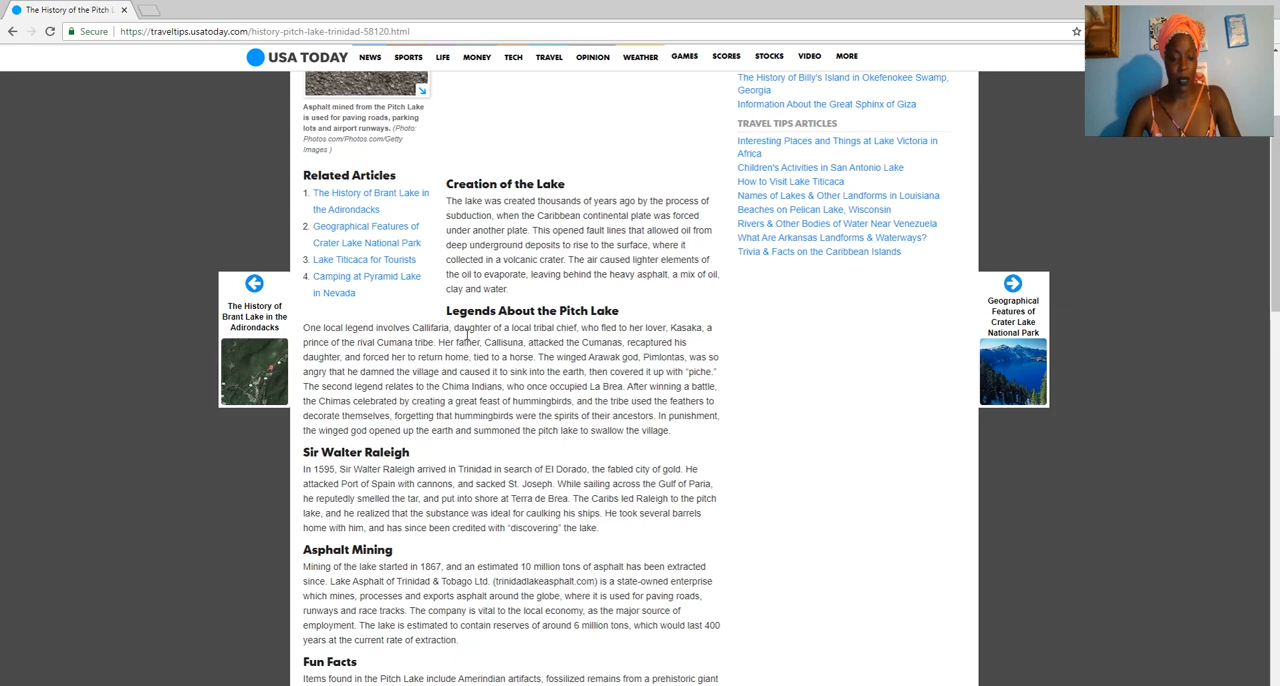 The History of the Pitch L
Secure
https://traveltips.usatoday.com/history-pitch-lake-trinidad-58120.html
USA TODAY
NEWS SPORTS LIFE MONEY TECH TRAVEL OPINION WEATHER GAMES SCORES STOCKS VIDEO MORE
Asphalt mined from the Pitch Lake
is used for paving roads, parking
lots and airport runways. (Photo:
Photos.com/Photos.com/Getty
Images )
Related Articles
1. The History of Brant Lake in
the Adirondacks
2. Geographical Features of
Crater Lake National Park
3. Lake Titicaca for Tourists
4. Camping at Pyramid Lake
in Nevada
Creation of the Lake
The lake was created thousands of years ago by the process of
subduction, when the Caribbean continental plate was forced
under another plate. This opened fault lines that allowed oil from
deep underground deposits to rise to the surface, where it
collected in a volcanic crater. The air caused lighter elements of
the oil to evaporate, leaving behind the heavy asphalt, a mix of oil,
clay and water.
Legends About the Pitch Lake
One local legend involves Callifaria, daughter of a local tribal chief, who fled to her lover, Kasaka, a
prince of the rival Cumana tribe. Her father, Callisuna, attacked the Cumanas, recaptured his
daughter, and forced her to return home, tied to a horse. The winged Arawak god, Pimlontas, was so
angry that he damned the village and caused it to sink into the earth, then covered it up with “piche.”
The second legend relates to the Chima Indians, who once occupied La Brea. After winning a battle,
the Chimas celebrated by creating a great feast of hummingbirds, and the tribe used the feathers to
decorate themselves, forgetting that hummingbirds were the spirits of their ancestors. In punishment,
the winged god opened up the earth and summoned the pitch lake to swallow the village.
Sir Walter Raleigh
In 1595, Sir Walter Raleigh arrived in Trinidad in search of El Dorado, the fabled city of gold. He
attacked Port of Spain with cannons, and sacked St. Joseph. While sailing across the Gulf of Paria,
he reputedly smelled the tar, and put into shore at Terra de Brea. The Caribs led Raleigh to the pitch
lake, and he realized that the substance was ideal for caulking his ships. He took several barrels
home with him, and has since been credited with “discovering” the lake.
Asphalt Mining
Mining of the lake started in 1867, and an estimated 10 million tons of asphalt has been extracted
since. Lake Asphalt of Trinidad & Tobago Ltd. (trinidadlakeasphalt.com) is a state-owned enterprise
which mines, processes and exports asphalt around the globe, where it is used for paving roads,
runways and race tracks. The company is vital to the local economy, as the major source of
employment. The lake is estimated to contain reserves of around 6 million tons, which would last 400
years at the current rate of extraction.
Fun Facts
Items found in the Pitch Lake include Amerindian artifacts, fossilized remains from a prehistoric giant
The History of Billy's Island in Okefenokee Swamp,
Georgia
Information About the Great Sphinx of Giza
TRAVEL TIPS ARTICLES
Interesting Places and Things at Lake Victoria in
Africa
Children's Activities in San Antonio Lake
How to Visit Lake Titicaca
Names of Lakes & Other Landforms in Louisiana
Beaches on Pelican Lake, Wisconsin
Rivers & Other Bodies of Water Near Venezuela
What Are Arkansas Landforms & Waterways?
Trivia & Facts on the Caribbean Islands
The History of
Brant Lake in the
Adirondacks
Geographical
Features of
Crater Lake
National Park